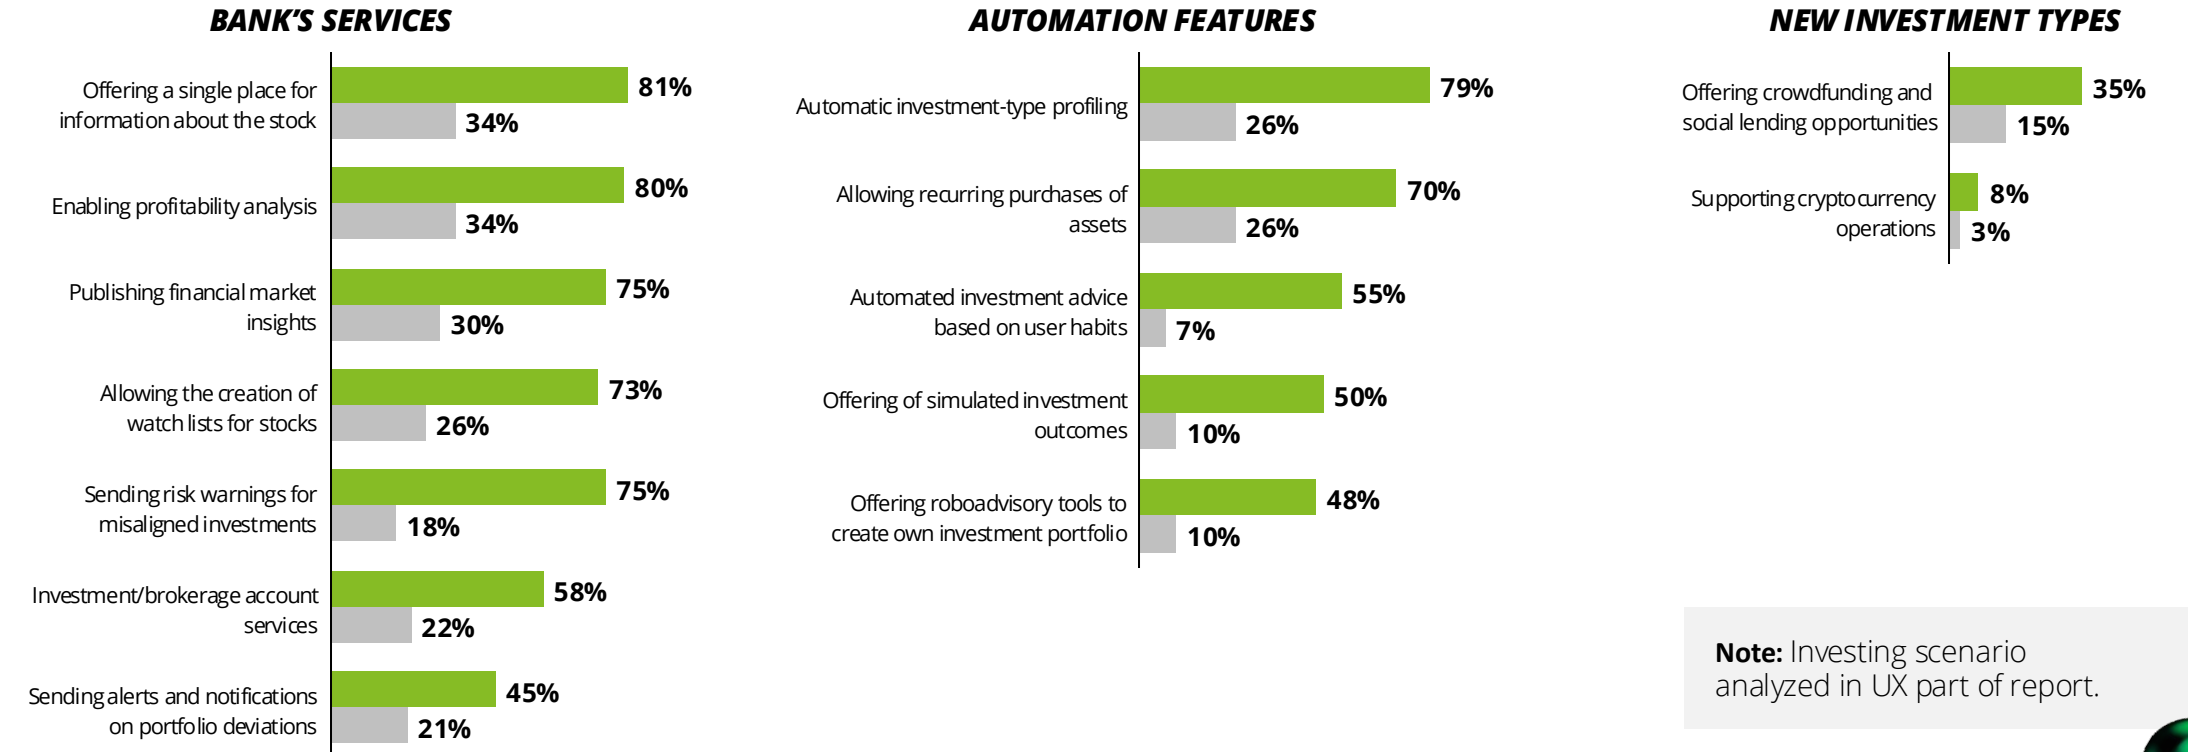 BANK'S SERVICES
Offering a single place for
information about the stock
81%
34%
Enabling profitability analysis
80%
34%
Publishing financial market
insights
75%
30%
Allowing the creation of
watch lists for stocks
73%
26%
Sending risk warnings for
misaligned investments
75%
18%
Investment/brokerage account
services
58%
22%
Sending alerts and notifications
on portfolio deviations
45%
21%
AUTOMATION FEATURES
Automatic investment-type profiling
79%
26%
Allowing recurring purchases of
assets
70%
26%
Automated investment advice
based on user habits
55%
7%
Offering of simulated investment
outcomes
50%
10%
Offering roboadvisory tools to
create own investment portfolio
48%
10%
NEW INVESTMENT TYPES
Offering crowdfunding and
social lending opportunities
35%
15%
Supporting cryptocurrency
operations
8%
3%
Note: Investing scenario
analyzed in UX part of report.